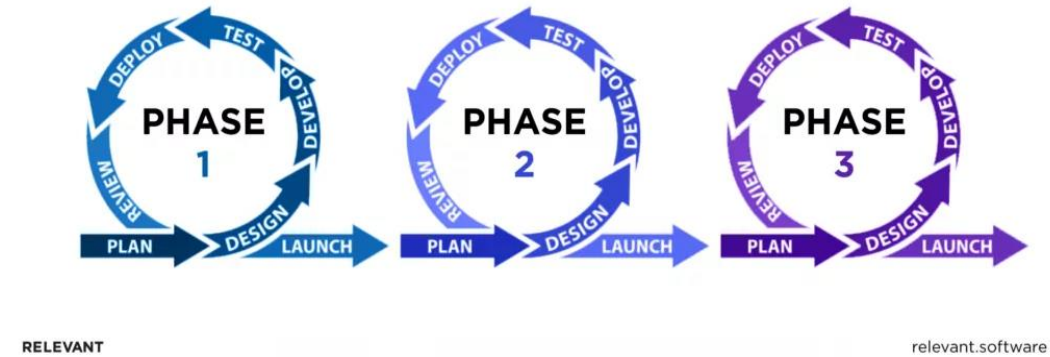 PLAN
DESIGN
DEVELOP
TEST
DEPLOY
REVIEW
LAUNCH
PHASE
1
PLAN
DESIGN
DEVELOP
TEST
DEPLOY
REVIEW
LAUNCH
PHASE
2
PLAN
DESIGN
DEVELOP
TEST
DEPLOY
REVIEW
LAUNCH
PHASE
3
RELEVANT
relevant.software